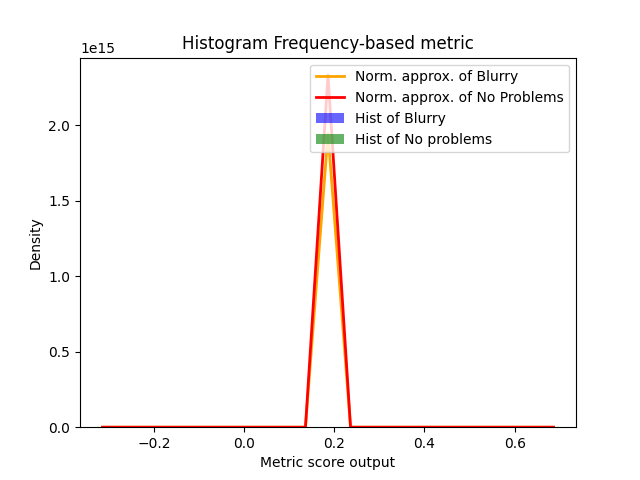 Histogram Frequency-based metric
1e15
Norm. approx. of Blurry
Norm. approx. of No Problems
Hist of Blurry
Hist of No problems
2.0
1.5
1.0
0.5
0.0
Density
−0.2
0.0
0.2
0.4
0.6
Metric score output